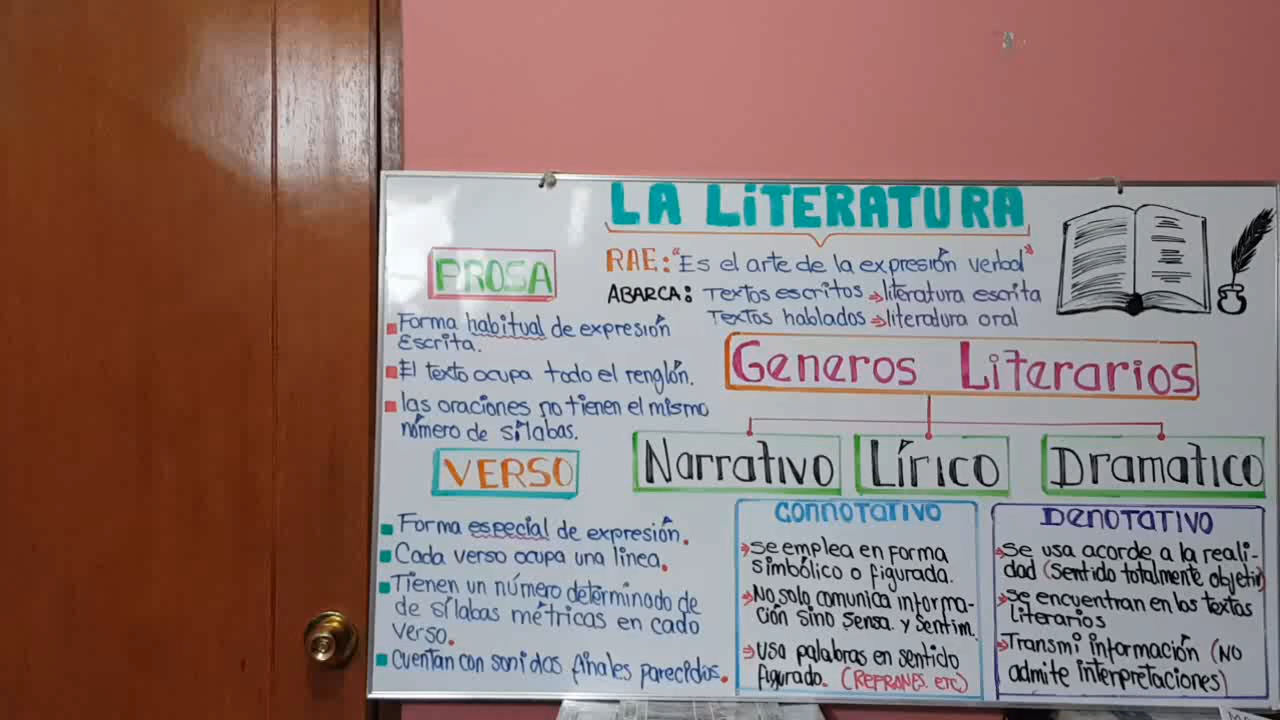 LA LiTERATURA
RAE: "Es el arte de la expresión verbal"
ABARCA: Textos escritos → literatura escrita
Textos hablados → literatura oral
PROSA
Forma habitual de expresión
Escrita.
El texto ocupa todo el renglón.
las oraciones no tienen el mismo
número de sílabas.
VERSO
Forma especial de expresión.
Cada verso ocupa una linea.
Tienen un número determinado de
de sílabas métricas en cado
verso.
Cuentan con sonidos finales parecidos.
Generos Literarios
Narrativo
Lírico
Dramatico
CONNOTATIVO
Se emplea en forma
simbólico o figurada.
No solo comunica informa-
ción sino sensa. y sentim.
Usa palabras en sentido
figurado. (REFRANES. etc)
DENOTATIVO
Se usa acorde a la reali-
dad (Sentido totalmente objetiv)
se encuentran en los textos
literarios
Transmi información (NO
admite interpretaciones)